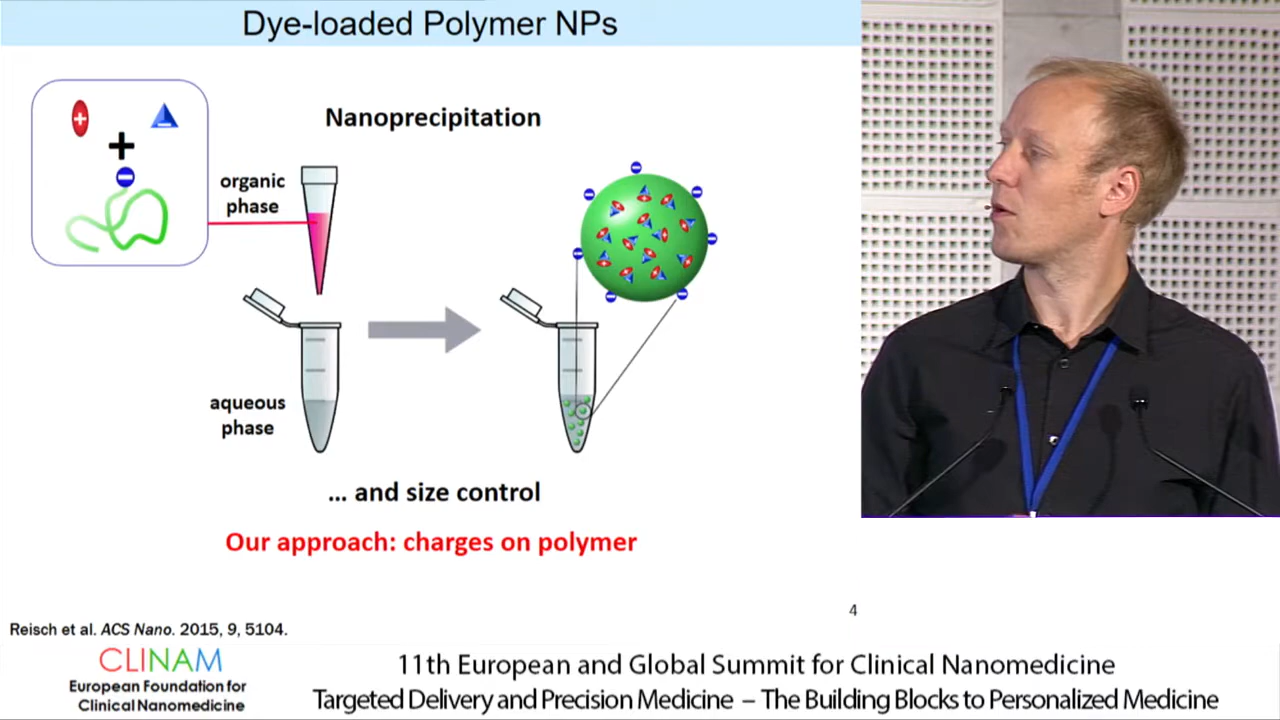 Dye-loaded Polymer NPs
Nanoprecipitation
organic
phase
aqueous
phase
... and size control
Our approach: charges on polymer
4
Reisch et al. ACS Nano. 2015, 9, 5104.
CLINAM
European Foundation for
Clinical Nanomedicine
11th European and Global Summit for Clinical Nanomedicine
Targeted Delivery and Precision Medicine – The Building Blocks to Personalized Medicine